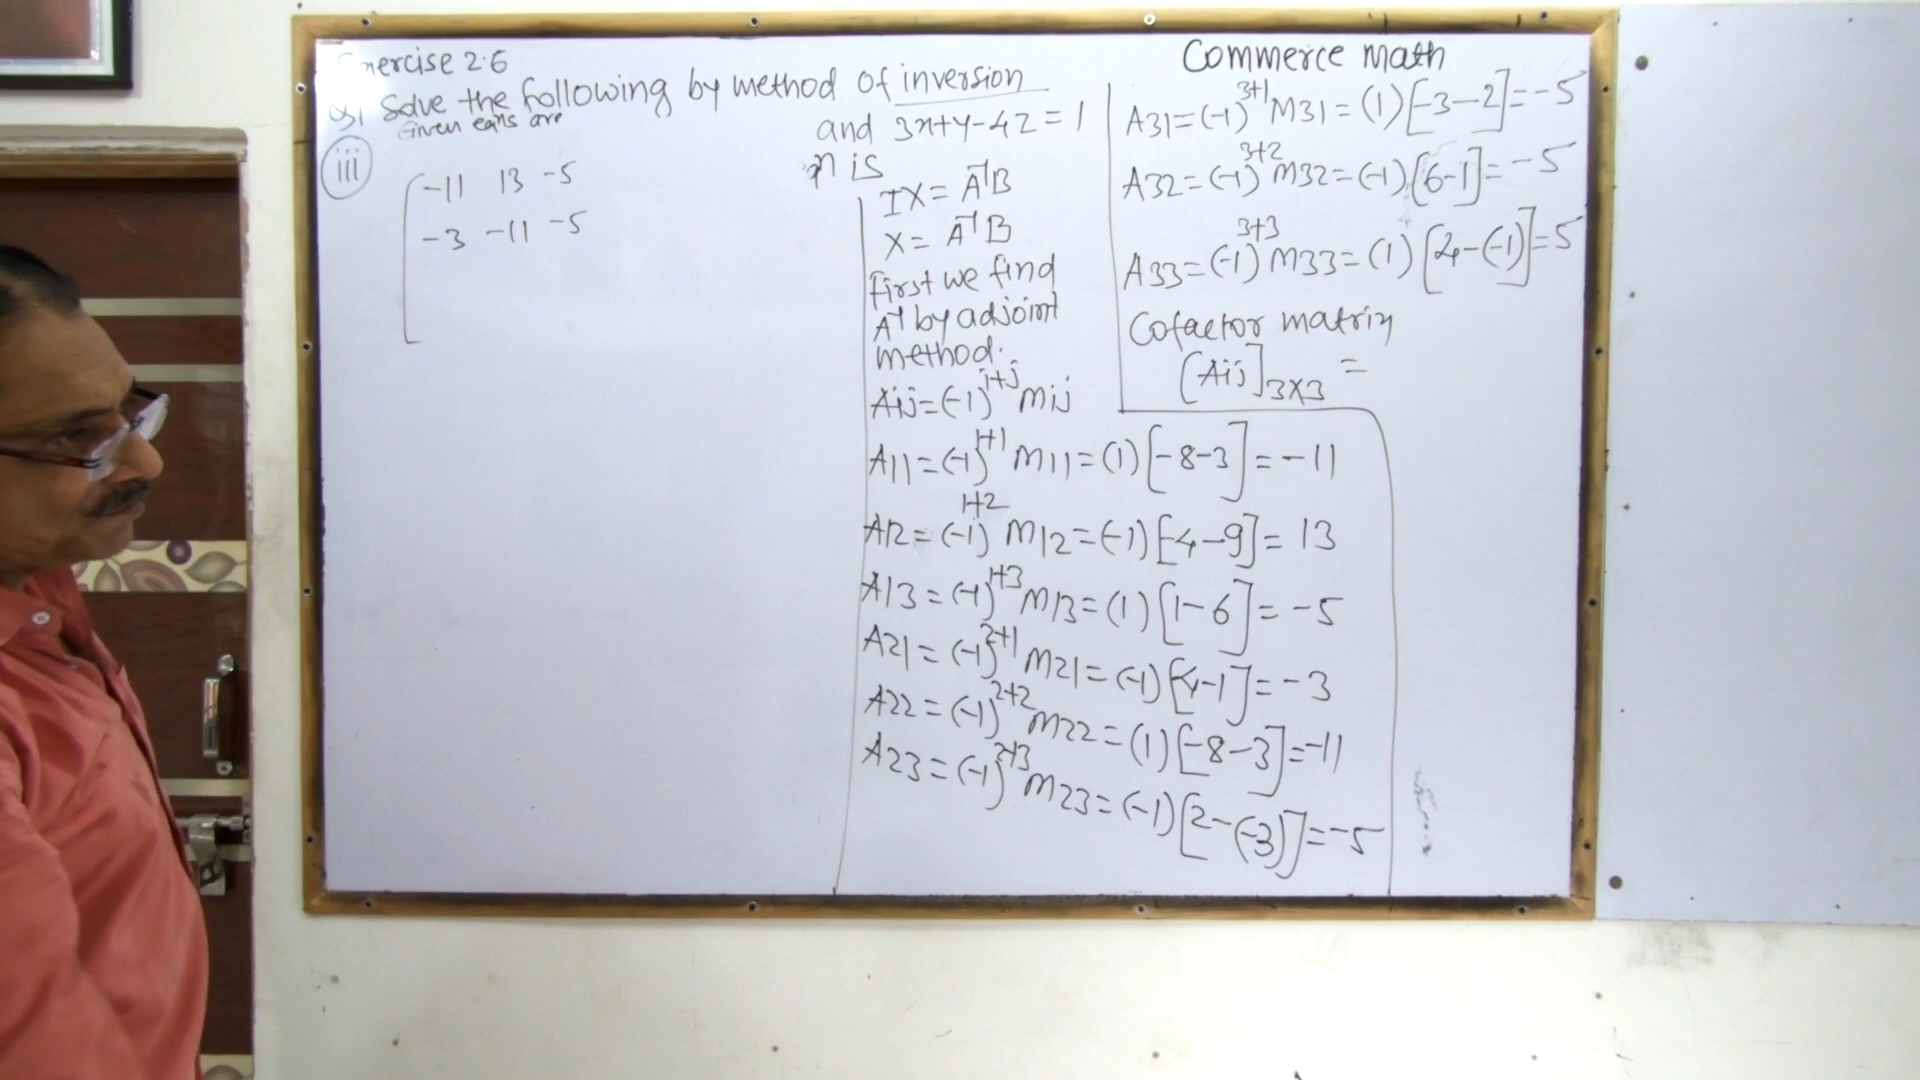 Commerce Math
Exercise 2.6
Q1 Solve the following by method of inversion
Given eqns are
and 3x+y-4z=1
iii
-11 13 -5
-3 -11 -5
n is
IX = A⁻¹B
X = A⁻¹B
First we find
A⁻¹ by adjoint
method.
Aij=(-1)^i+j Mij
A11=(-1)^1+1 M11=(1)[-8-3]=-11
A12=(-1)^1+2 M12=(-1)[-4-9]=13
A13=(-1)^1+3 M13=(1)[1-6]=-5
A21=(-1)^2+1 M21=(-1)[4-1]=-3
A22=(-1)^2+2 M22=(1)[-8-3]=-11
A23=(-1)^2+3 M23=(-1)[2-(-3)]=-5
A31=(-1)^3+1 M31=(1)[-3-2]=-5
A32=(-1)^3+2 M32=(-1)[6-1]=-5
A33=(-1)^3+3 M33=(1)[4-(-1)]=5
Cofactor matrix
[Aij]3x3 =